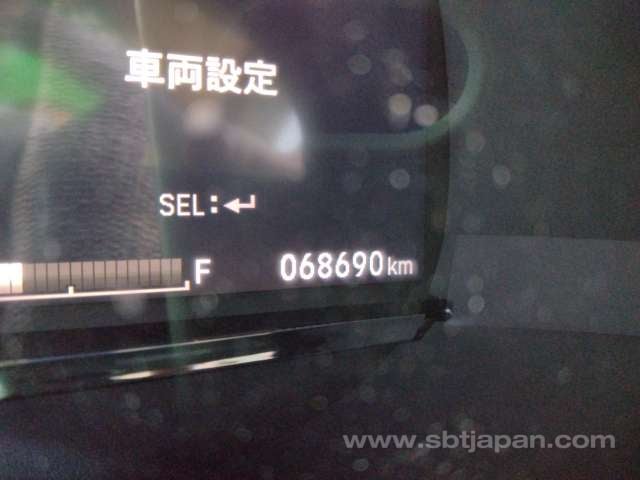 車両設定
SEL:↵
F 068690km
www.sbtjapan.com